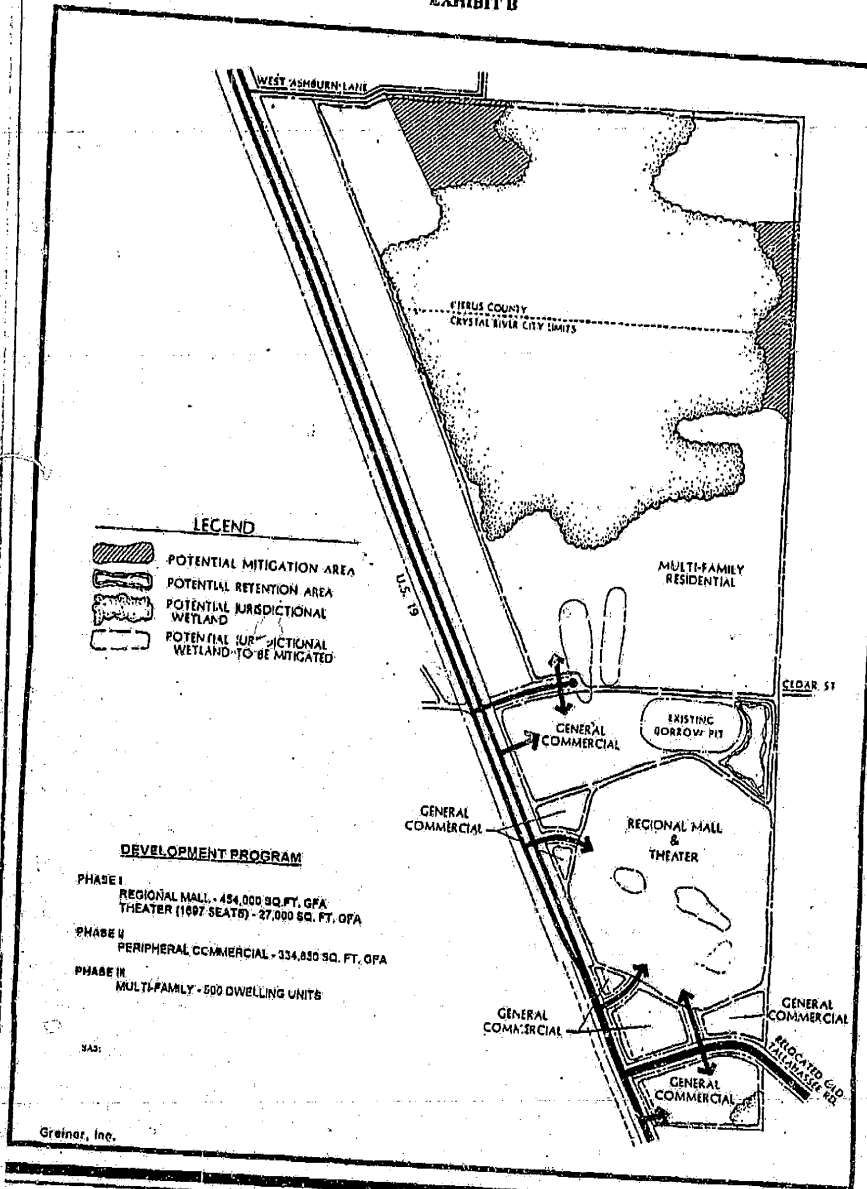 EXHIBIT B
WEST ASHBURN LANE
CITRUS COUNTY
CRYSTAL RIVER CITY LIMITS
LEGEND
POTENTIAL MITIGATION AREA
POTENTIAL RETENTION AREA
POTENTIAL JURISDICTIONAL
WETLAND
POTENTIAL JURISDICTIONAL
WETLAND TO BE MITIGATED
U.S. 19
MULTI-FAMILY
RESIDENTIAL
CEDAR ST
GENERAL
COMMERCIAL
EXISTING
BORROW PIT
GENERAL
COMMERCIAL
REGIONAL MALL
&
THEATER
DEVELOPMENT PROGRAM
PHASE I
REGIONAL MALL - 454,000 SQ.FT. GFA
THEATER (1697 SEATS) - 27,000 SQ. FT. GFA
PHASE II
PERIPHERAL COMMERCIAL - 334,850 SQ. FT. GFA
PHASE III
MULTI-FAMILY - 500 DWELLING UNITS
GENERAL
COMMERCIAL
GENERAL
COMMERCIAL
RELOCATED OLD
TALLAHASSEE RD.
GENERAL
COMMERCIAL
Greiner, Inc.